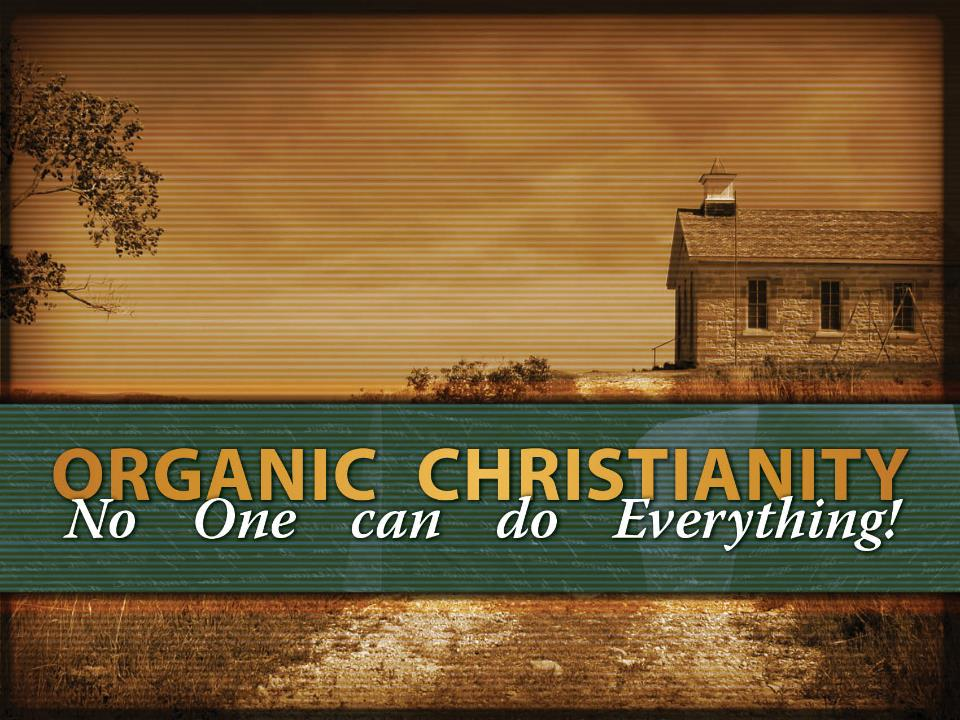 ORGANIC CHRISTIANITY
No One can do Everything!